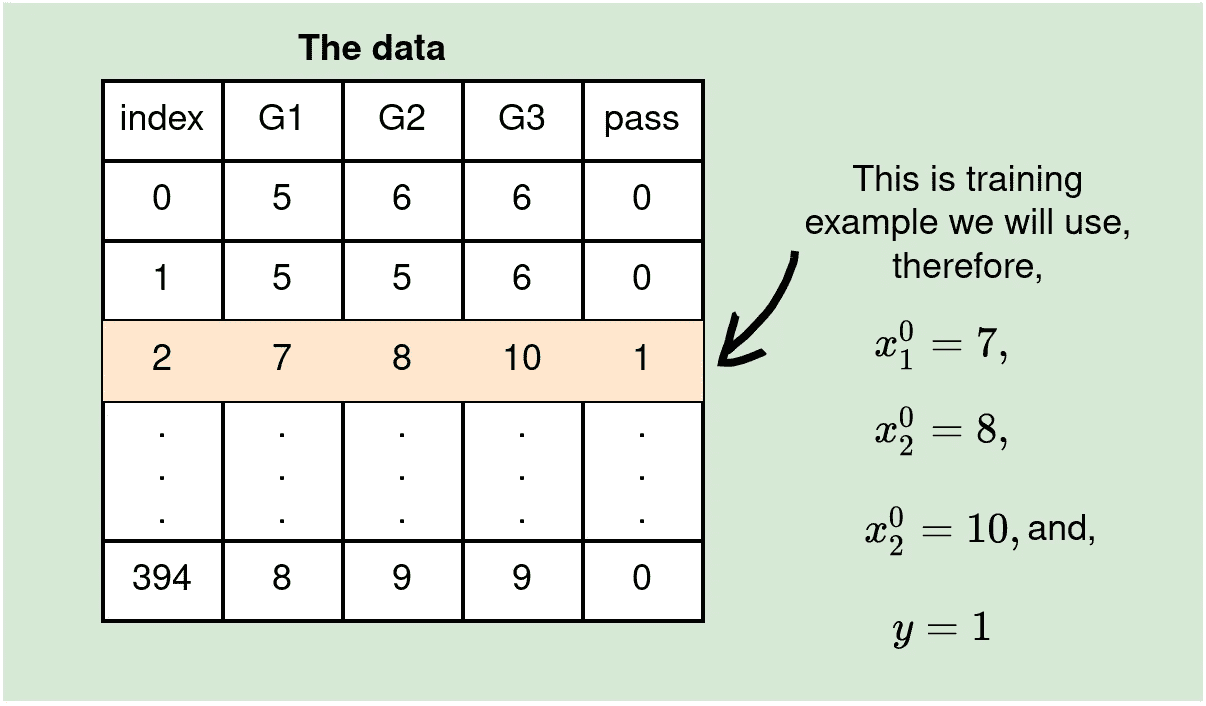 The data
index G1 G2 G3 pass
0 5 6 6 0
1 5 5 6 0
2 7 8 10 1
. . . . .
. . . . .
. . . . .
394 8 9 9 0
This is training
example we will use,
therefore,
x_1^0 = 7,
x_2^0 = 8,
x_2^0 = 10, and,
y = 1